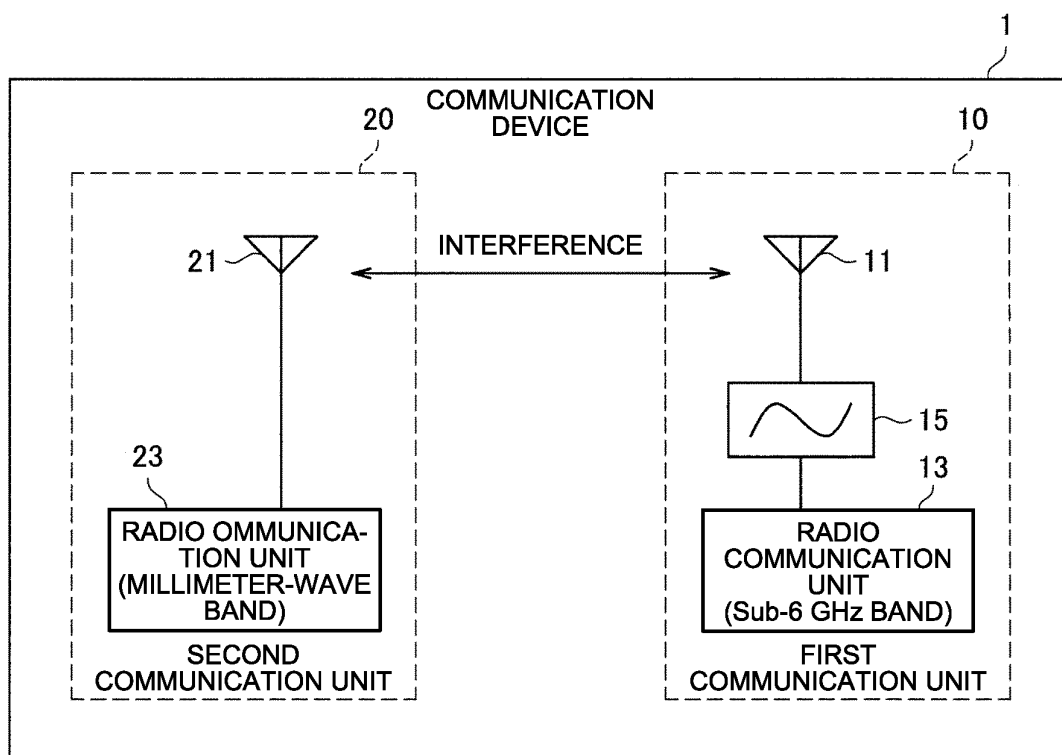 1
COMMUNICATION
DEVICE
20
10
21
INTERFERENCE
11
15
23
13
RADIO OMMUNICA-
TION UNIT
(MILLIMETER-WAVE
BAND)
RADIO
COMMUNICATION
UNIT
(Sub-6 GHz BAND)
SECOND
COMMUNICATION UNIT
FIRST
COMMUNICATION UNIT